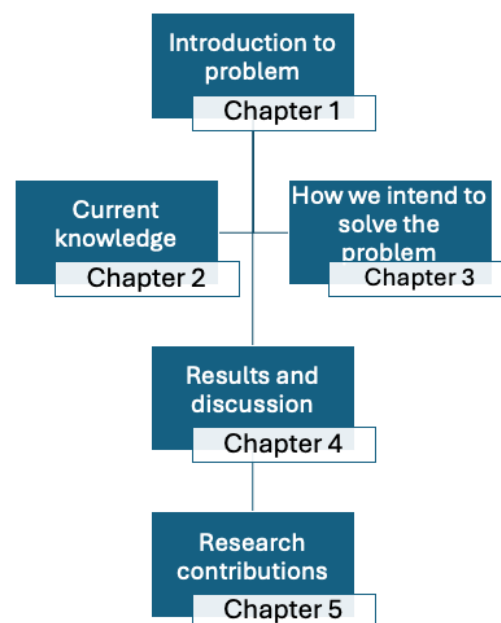 Introduction to
problem
Chapter 1
Current
knowledge
Chapter 2
How we intend to
solve the
problem
Chapter 3
Results and
discussion
Chapter 4
Research
contributions
Chapter 5